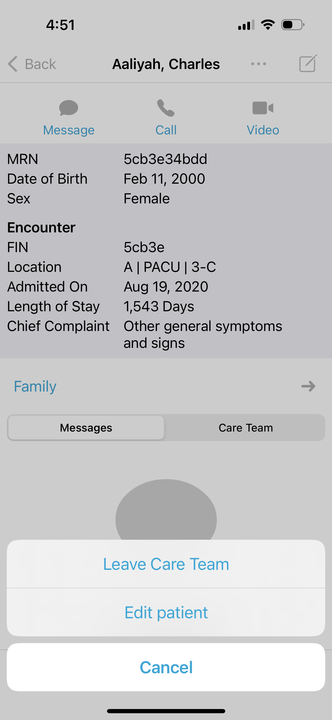 4:51
Back
Aaliyah, Charles
Message
Call
Video
MRN 5cb3e34bdd
Date of Birth Feb 11, 2000
Sex Female
Encounter
FIN 5cb3e
Location A | PACU | 3-C
Admitted On Aug 19, 2020
Length of Stay 1,543 Days
Chief Complaint Other general symptoms
and signs
Family
Messages
Care Team
Leave Care Team
Edit patient
Cancel